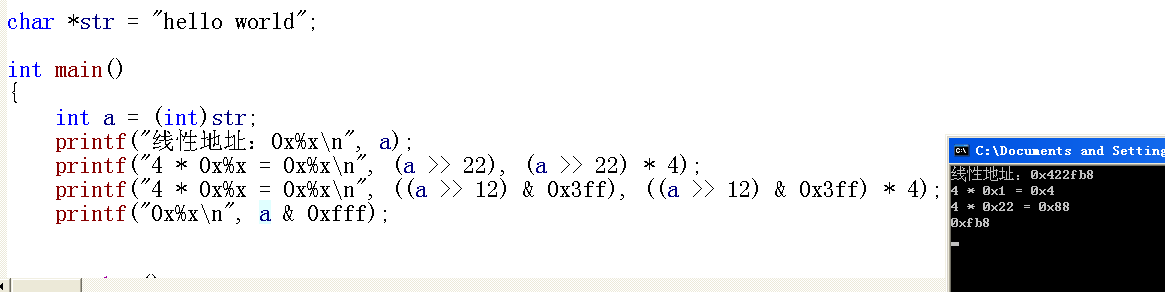 char *str = "hello world";
int main()
{
int a = (int)str;
printf("线性地址：0x%x\n", a);
printf("4 * 0x%x = 0x%x\n", (a >> 22), (a >> 22) * 4);
printf("4 * 0x%x = 0x%x\n", ((a >> 12) & 0x3ff), ((a >> 12) & 0x3ff) * 4);
printf("0x%x\n", a & 0xfff);
C:\Documents and Setting
线性地址：0x422fb8
4 * 0x1 = 0x4
4 * 0x22 = 0x88
0xfb8